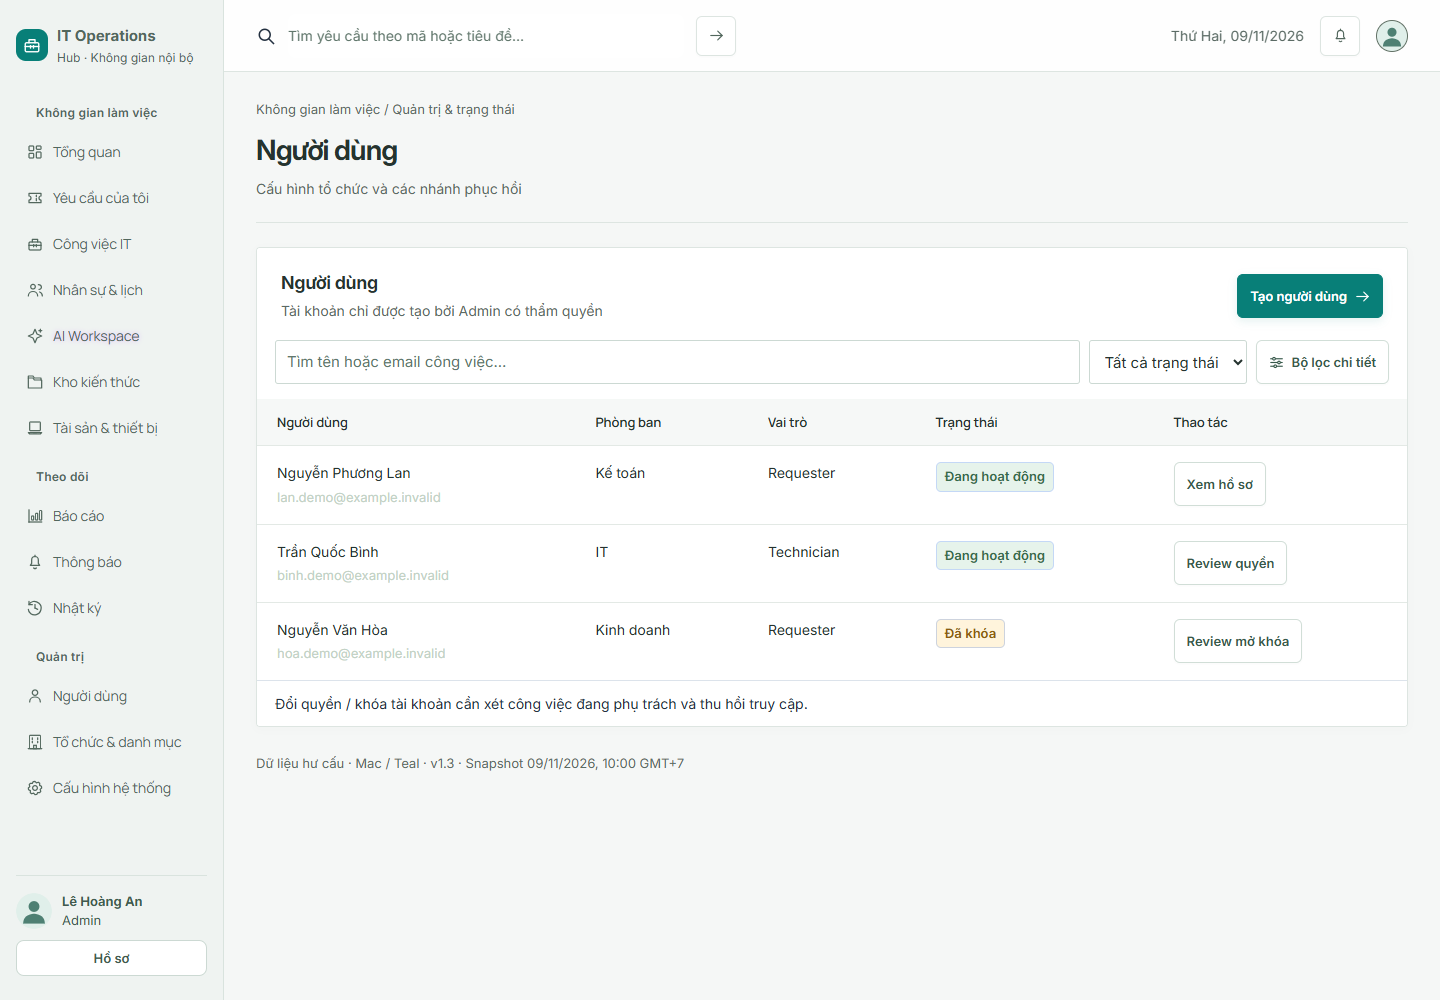 IT Operations
Hub · Không gian nội bộ
Không gian làm việc
Tổng quan
Yêu cầu của tôi
Công việc IT
Nhân sự & lịch
AI Workspace
Kho kiến thức
Tài sản & thiết bị
Theo dõi
Báo cáo
Thông báo
Nhật ký
Quản trị
Người dùng
Tổ chức & danh mục
Cấu hình hệ thống
Lê Hoàng An
Admin
Hồ sơ
Tìm yêu cầu theo mã hoặc tiêu đề...
Thứ Hai, 09/11/2026
Không gian làm việc / Quản trị & trạng thái
Người dùng
Cấu hình tổ chức và các nhánh phục hồi
Người dùng
Tài khoản chỉ được tạo bởi Admin có thẩm quyền
Tạo người dùng
Tìm tên hoặc email công việc...
Tất cả trạng thái
Bộ lọc chi tiết
Người dùng Phòng ban Vai trò Trạng thái Thao tác
Nguyễn Phương Lan Kế toán Requester Đang hoạt động Xem hồ sơ
lan.demo@example.invalid
Trần Quốc Bình IT Technician Đang hoạt động Review quyền
binh.demo@example.invalid
Nguyễn Văn Hòa Kinh doanh Requester Đã khóa Review mở khóa
hoa.demo@example.invalid
Đổi quyền / khóa tài khoản cần xét công việc đang phụ trách và thu hồi truy cập.
Dữ liệu hư cấu · Mac / Teal · v1.3 · Snapshot 09/11/2026, 10:00 GMT+7